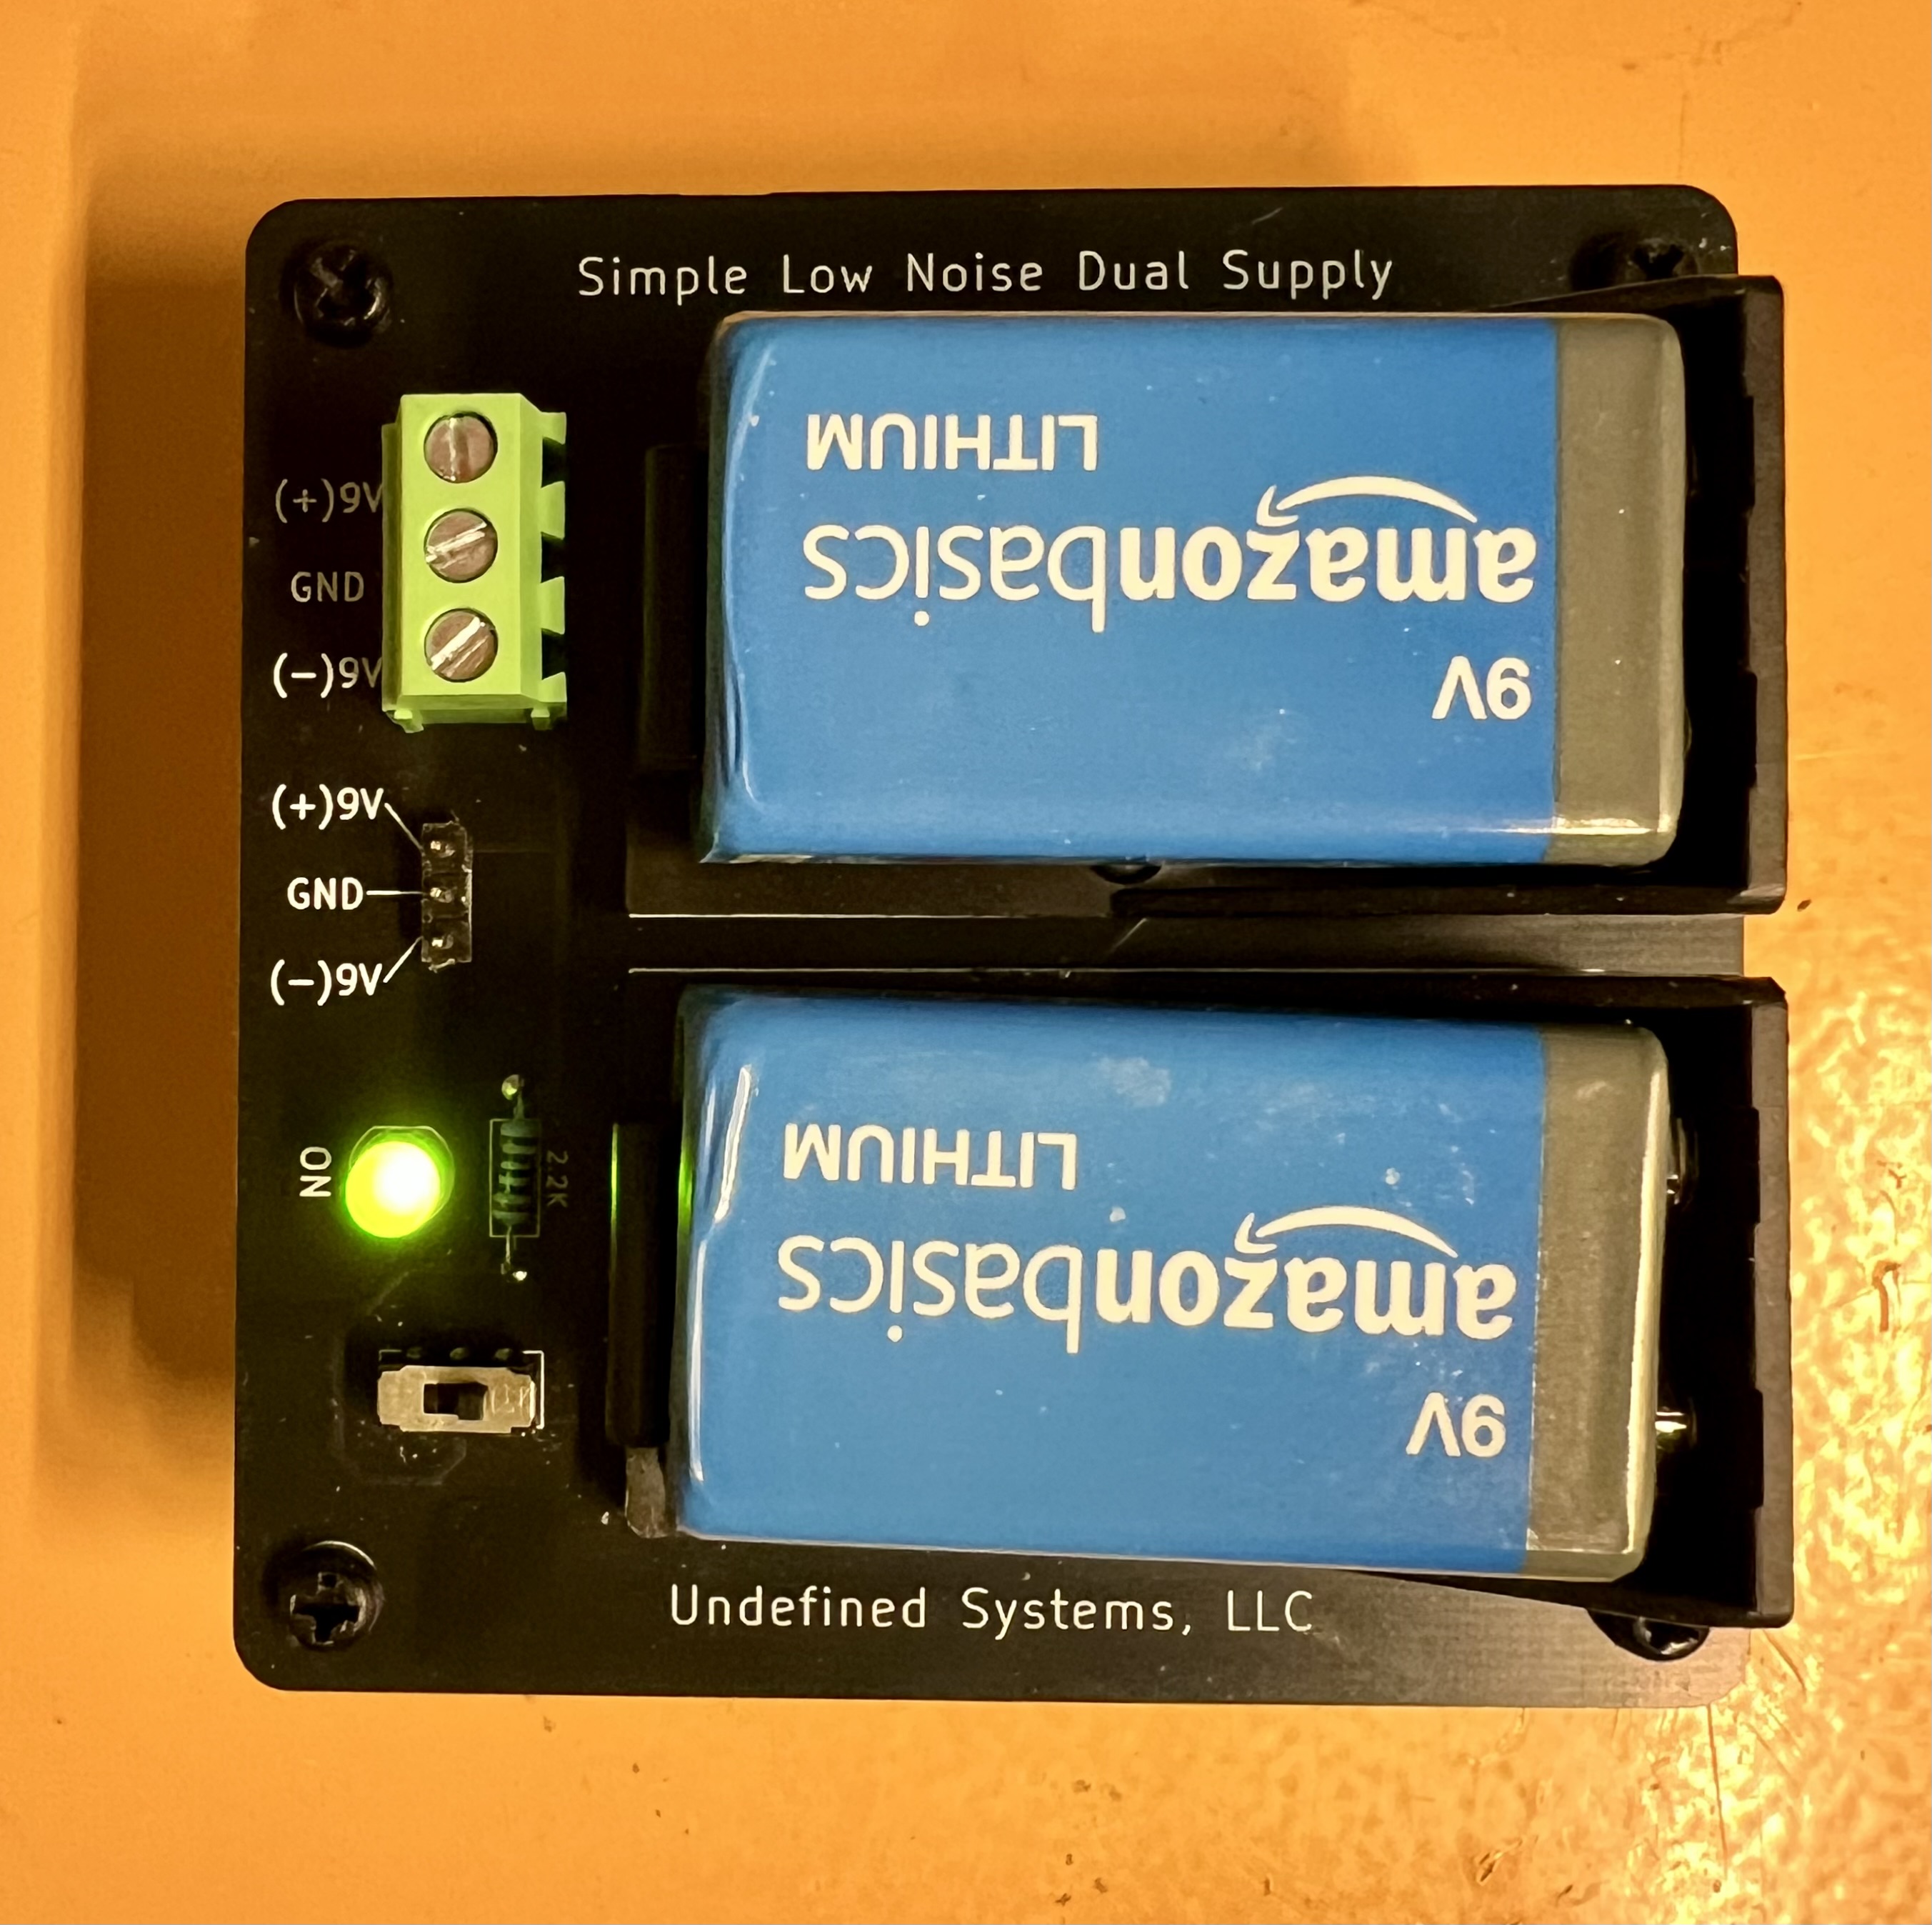 Simple Low Noise Dual Supply
(+)9V
GND
(-)9V
(+)9V
GND
(-)9V
ON
2.2K
LITHIUM
amazonbasics
9V
LITHIUM
amazonbasics
9V
Undefined Systems, LLC